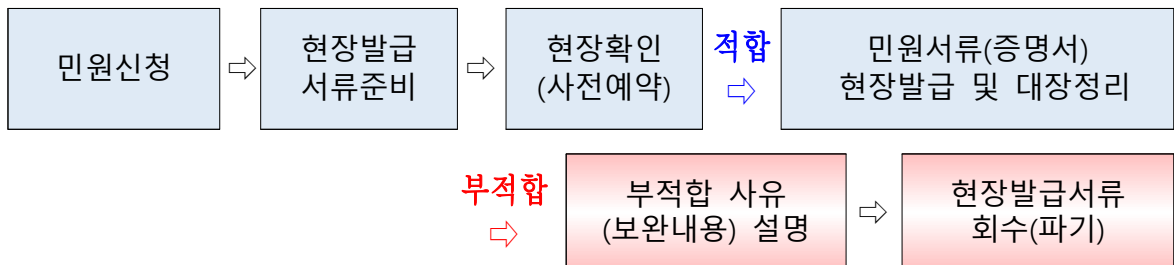 민원신청
⇨
현장발급
서류준비
⇨
현장확인
(사전예약)
적합
⇨
민원서류(증명서)
현장발급 및 대장정리
부적합
⇨
부적합 사유
(보완내용) 설명
⇨
현장발급서류
회수(파기)